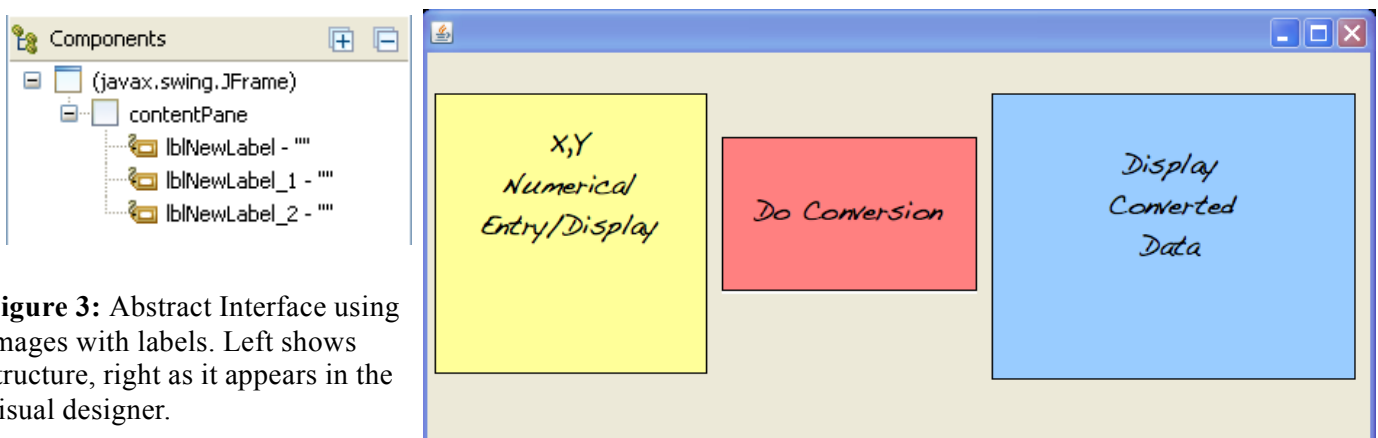 Components
(javax.swing.JFrame)
contentPane
lblNewLabel - ""
lblNewLabel_1 - ""
lblNewLabel_2 - ""
igure 3: Abstract Interface using
mages with labels. Left shows
tructure, right as it appears in the
isual designer.
X,Y
Numerical
Entry/Display
Do Conversion
Display
Converted
Data